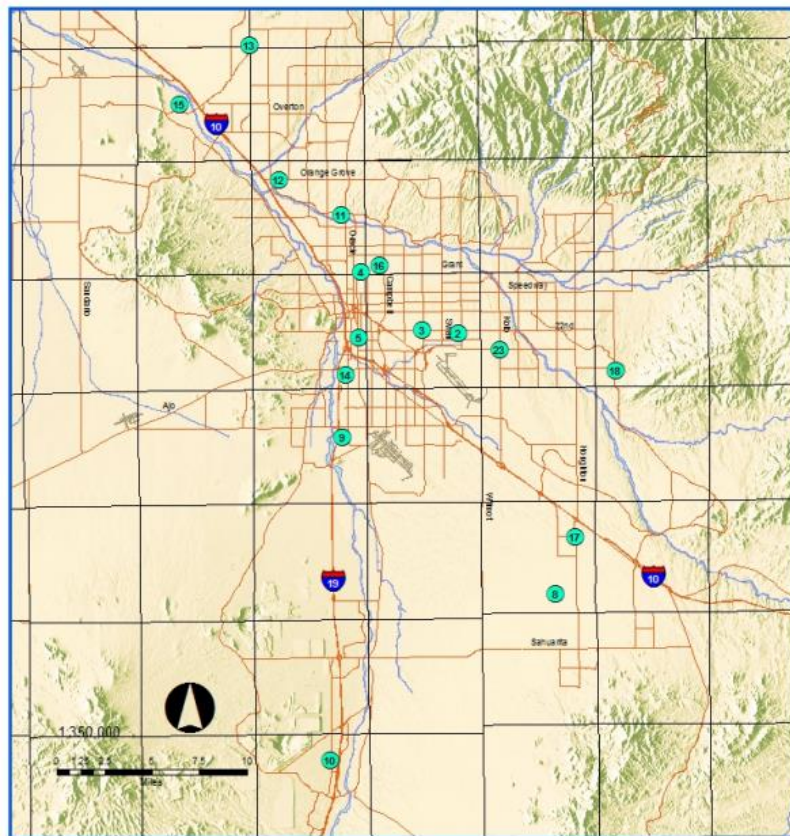 13
15
10
Overton
12
Orange Grove
11
Oracle
16
4
Grant
Campbell
Speedway
Sandario
3
2
Swan
Kolb
22nd
5
23
18
14
Ajo
9
Houghton
Wilmot
17
19
10
8
Sahuarita
1:350,000
10
0 1.25 2.5 5 7.5 10
Miles